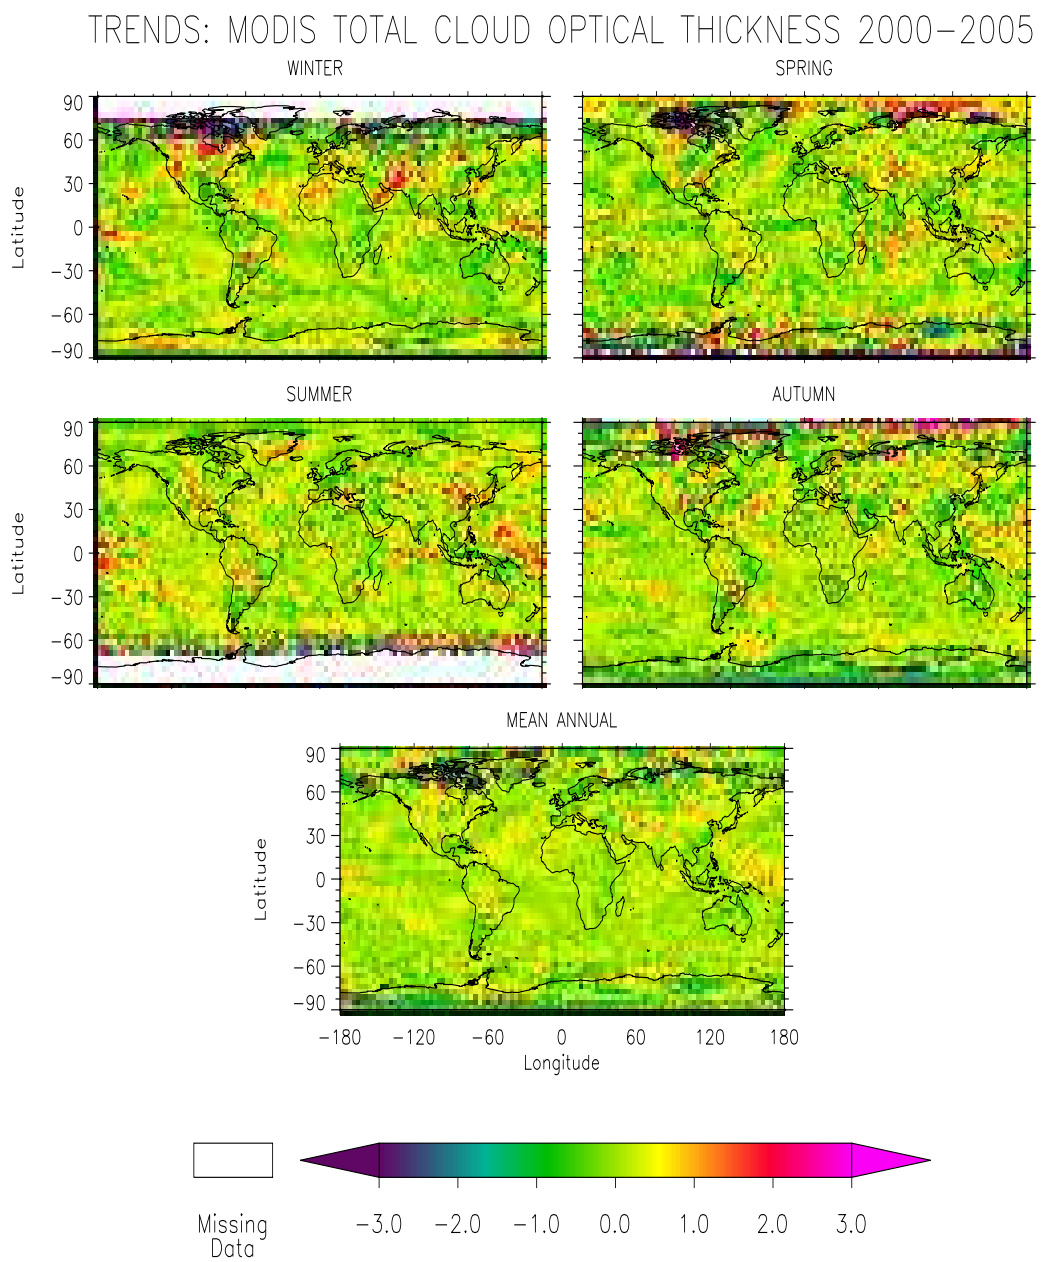 TRENDS: MODIS TOTAL CLOUD OPTICAL THICKNESS 2000-2005
WINTER
SPRING
90
60
30
0
-30
-60
-90
Latitude
SUMMER
AUTUMN
90
60
30
0
-30
-60
-90
Latitude
MEAN ANNUAL
90
60
30
0
-30
-60
-90
Latitude
-180 -120 -60 0 60 120 180
Longitude
-3.0 -2.0 -1.0 0.0 1.0 2.0 3.0
Missing
Data